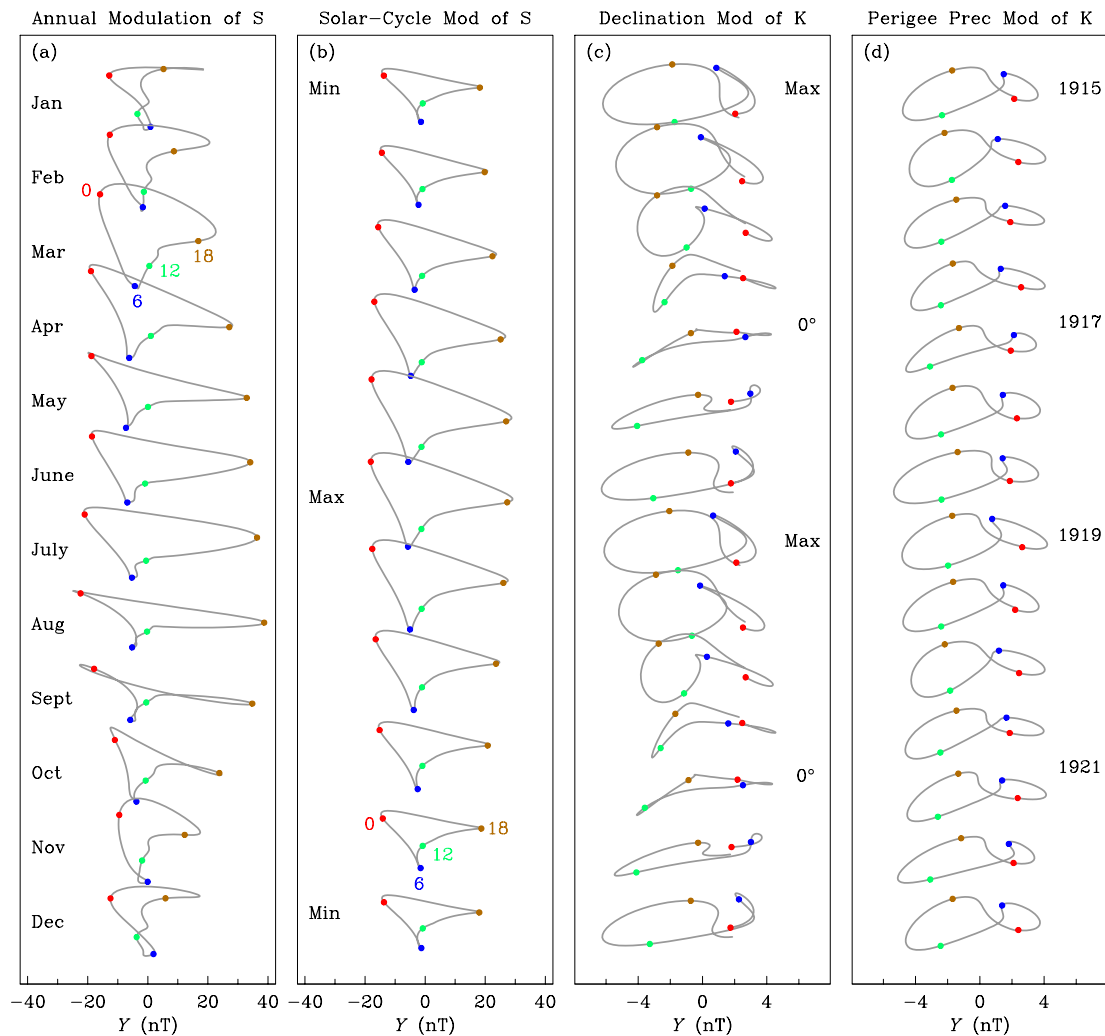 Annual Modulation of S
Solar-Cycle Mod of S
Declination Mod of K
Perigee Prec Mod of K
(a)
Jan
Feb
0
Mar
18
12
6
Apr
May
June
July
Aug
Sept
Oct
Nov
Dec
-40 -20 0 20 40
Y (nT)
(b)
Min
Max
0
18
12
6
Min
-40 -20 0 20 40
Y (nT)
(c)
Max
0°
Max
0°
-4 0 4
Y (nT)
(d)
1915
1917
1919
1921
-4 0 4
Y (nT)